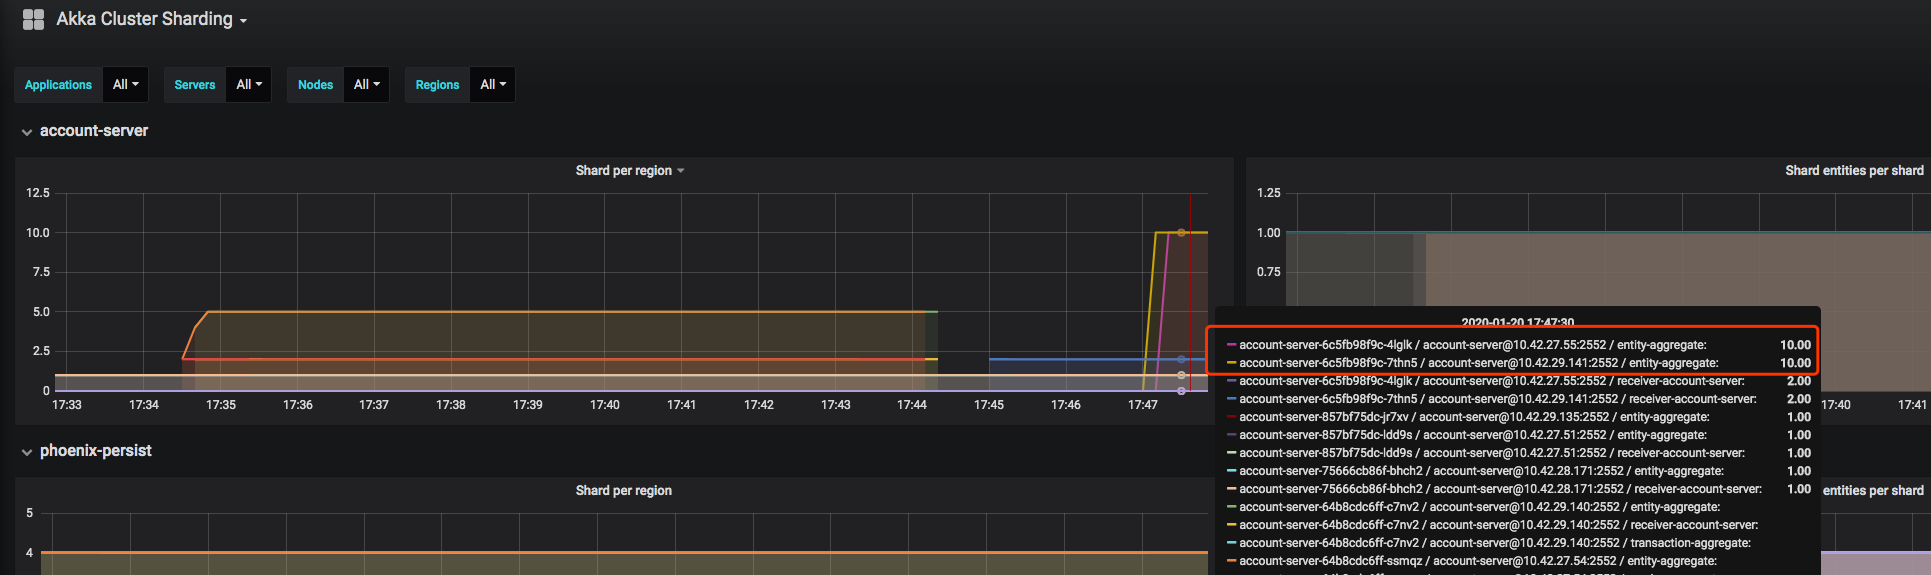 Akka Cluster Sharding
Applications All Servers All Nodes All Regions All
account-server
Shard per region
12.5
10.0
7.5
5.0
2.5
0
17:33 17:34 17:35 17:36 17:37 17:38 17:39 17:40 17:41 17:42 17:43 17:44 17:45 17:46 17:47
Shard entities per shard
1.25
1.00
0.75
17:40 17:41
2020-01-20 17:47:30
account-server-6c5fb98f9c-4lglk / account-server@10.42.27.55:2552 / entity-aggregate: 10.00
account-server-6c5fb98f9c-7thn5 / account-server@10.42.29.141:2552 / entity-aggregate: 10.00
account-server-6c5fb98f9c-4lglk / account-server@10.42.27.55:2552 / receiver-account-server: 2.00
account-server-6c5fb98f9c-7thn5 / account-server@10.42.29.141:2552 / receiver-account-server: 2.00
account-server-857bf75dc-jr7xv / account-server@10.42.29.135:2552 / entity-aggregate: 1.00
account-server-857bf75dc-ldd9s / account-server@10.42.27.51:2552 / entity-aggregate: 1.00
account-server-857bf75dc-ldd9s / account-server@10.42.27.51:2552 / receiver-account-server: 1.00
account-server-75666cb86f-bhch2 / account-server@10.42.28.171:2552 / entity-aggregate: 1.00
account-server-75666cb86f-bhch2 / account-server@10.42.28.171:2552 / receiver-account-server: 1.00
account-server-64b8cdc6ff-c7nv2 / account-server@10.42.29.140:2552 / entity-aggregate:
account-server-64b8cdc6ff-c7nv2 / account-server@10.42.29.140:2552 / receiver-account-server:
account-server-64b8cdc6ff-c7nv2 / account-server@10.42.29.140:2552 / transaction-aggregate:
account-server-64b8cdc6ff-ssmqz / account-server@10.42.27.54:2552 / entity-aggregate:
phoenix-persist
Shard per region
5
4
entities per shard